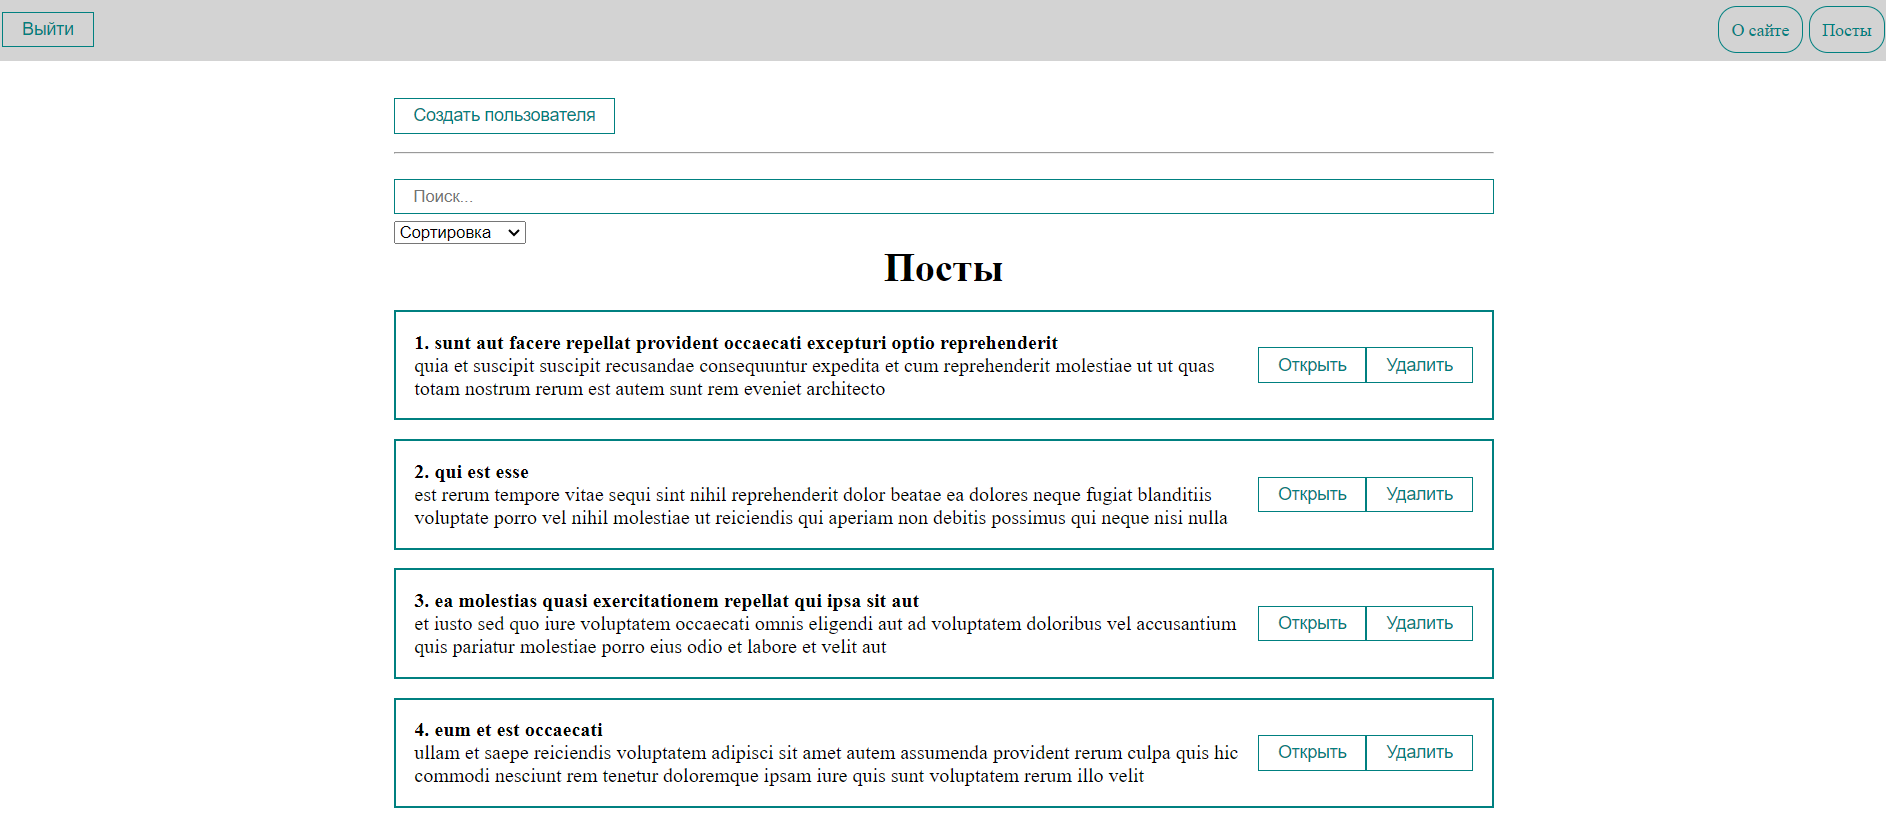 Выйти
О сайте
Посты
Создать пользователя
Поиск...
Сортировка
Посты
1. sunt aut facere repellat provident occaecati excepturi optio reprehenderit
quia et suscipit suscipit recusandae consequuntur expedita et cum reprehenderit molestiae ut ut quas
totam nostrum rerum est autem sunt rem eveniet architecto
Открыть
Удалить
2. qui est esse
est rerum tempore vitae sequi sint nihil reprehenderit dolor beatae ea dolores neque fugiat blanditiis
voluptate porro vel nihil molestiae ut reiciendis qui aperiam non debitis possimus qui neque nisi nulla
Открыть
Удалить
3. ea molestias quasi exercitationem repellat qui ipsa sit aut
et iusto sed quo iure voluptatem occaecati omnis eligendi aut ad voluptatem doloribus vel accusantium
quis pariatur molestiae porro eius odio et labore et velit aut
Открыть
Удалить
4. eum et est occaecati
ullam et saepe reiciendis voluptatem adipisci sit amet autem assumenda provident rerum culpa quis hic
commodi nesciunt rem tenetur doloremque ipsam iure quis sunt voluptatem rerum illo velit
Открыть
Удалить